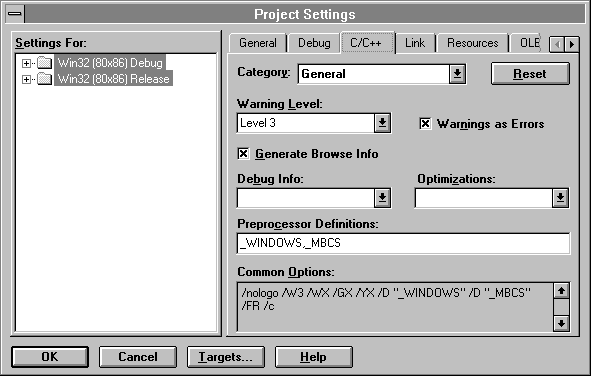 Project Settings
Settings For:
Win32 (80x86) Debug
Win32 (80x86) Release
General Debug C/C++ Link Resources OLE
Category: General Reset
Warning Level:
Level 3 Warnings as Errors
Generate Browse Info
Debug Info: Optimizations:
Preprocessor Definitions:
_WINDOWS,_MBCS
Common Options:
/nologo /W3 /WX /GX /YX /D "_WINDOWS" /D "_MBCS"
/FR /c
OK Cancel Targets... Help